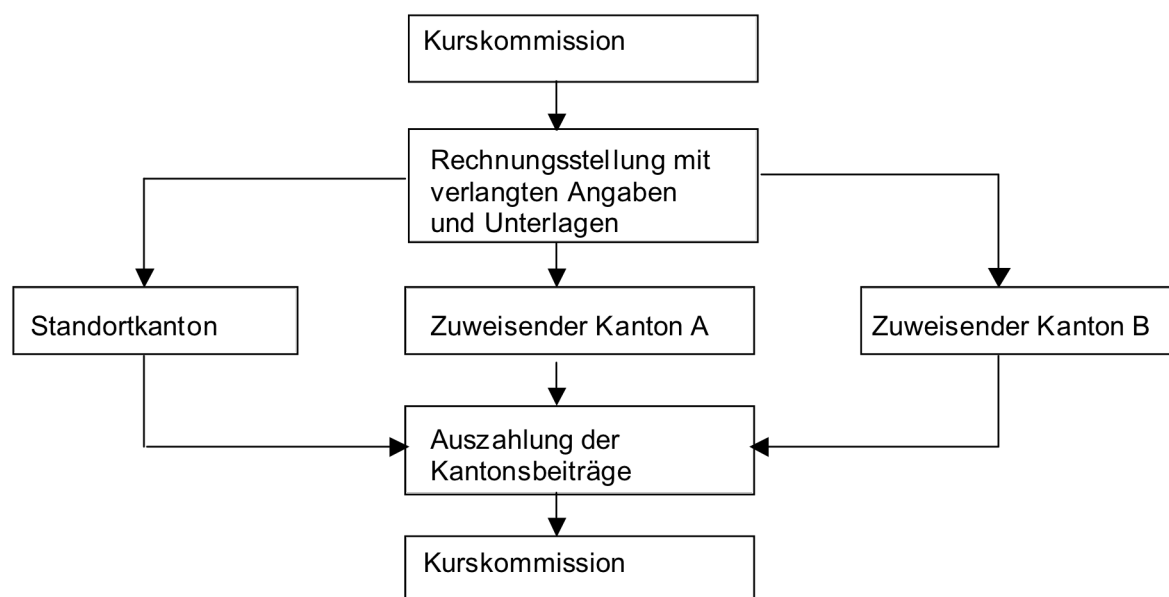 Kurskommission
Rechnungsstellung mit
verlangten Angaben
und Unterlagen
Standortkanton
Zuweisender Kanton A
Zuweisender Kanton B
Auszahlung der
Kantonsbeiträge
Kurskommission